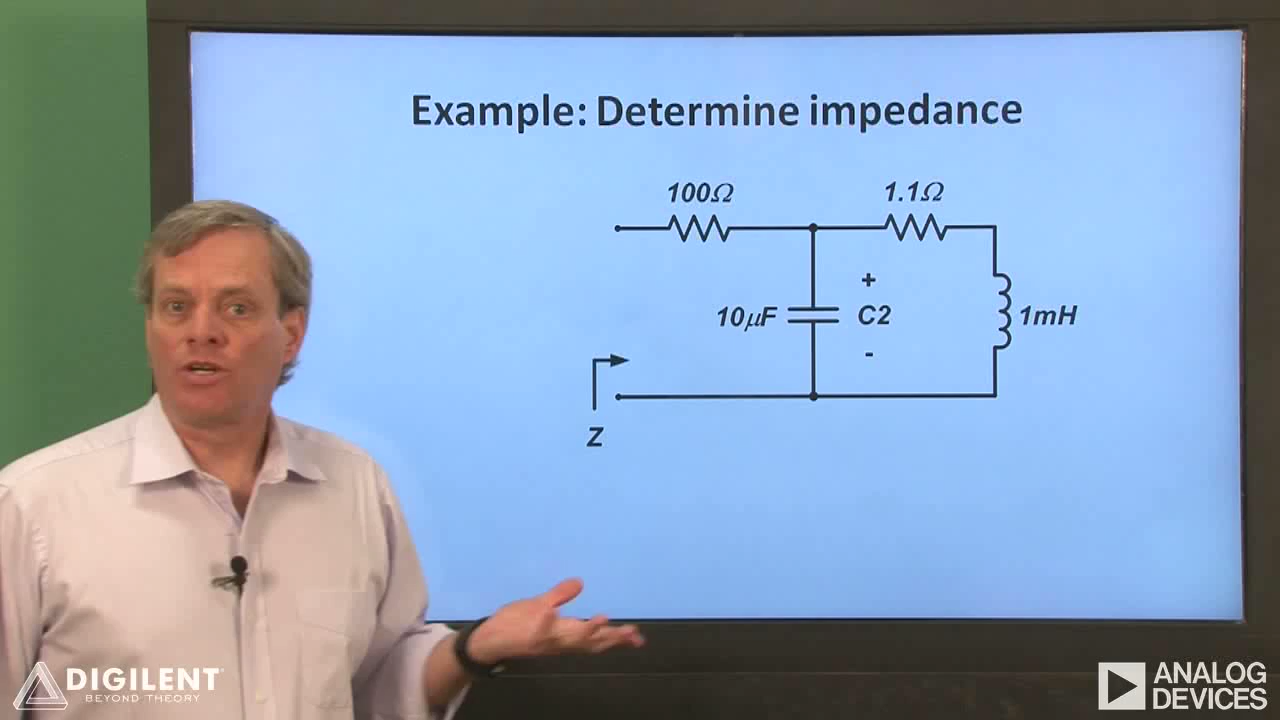 Example: Determine impedance
100Ω
1.1Ω
+
10μF
C2
1mH
-
Z
DIGILENT
BEYOND THEORY
ANALOG
DEVICES